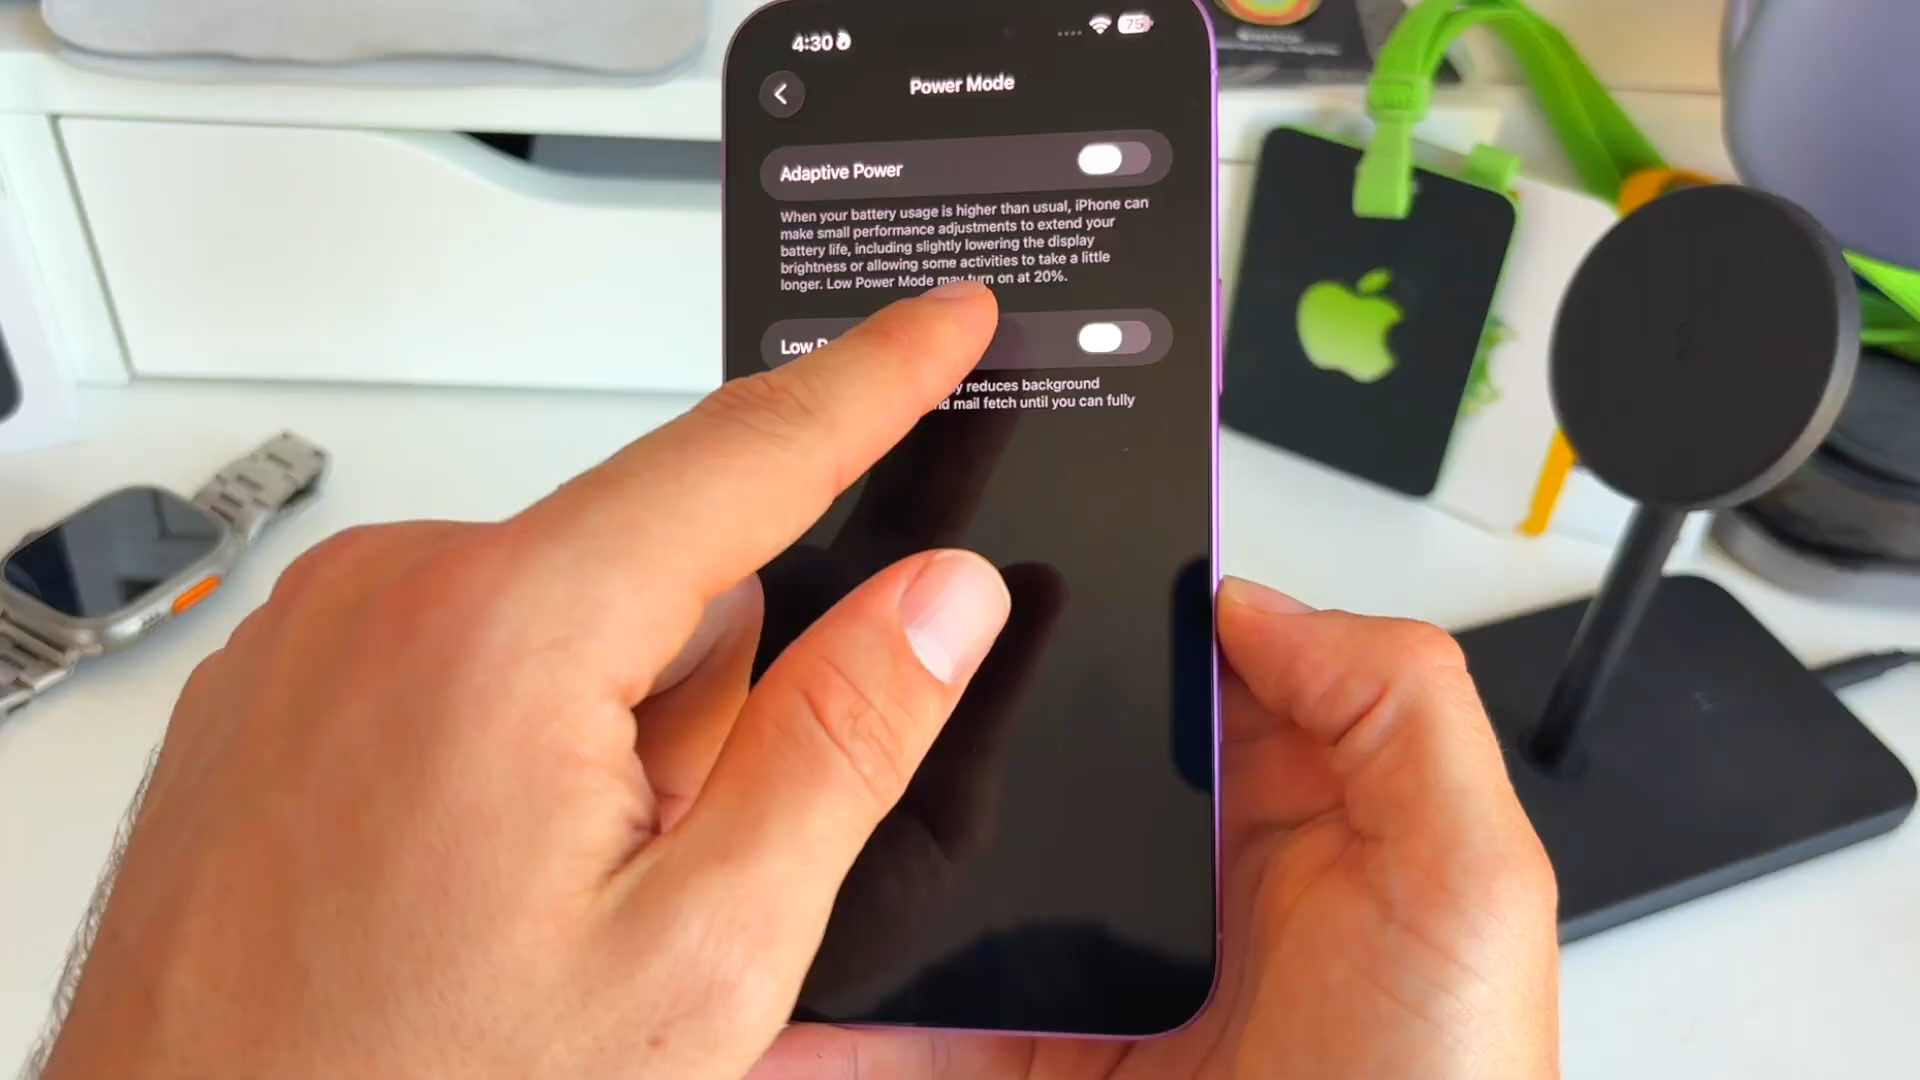 4:30
75
Power Mode
Adaptive Power
When your battery usage is higher than usual, iPhone can
make small performance adjustments to extend your
battery life, including slightly lowering the display
brightness or allowing some activities to take a little
longer. Low Power Mode may turn on at 20%.
Low
reduces background
mail fetch until you can fully